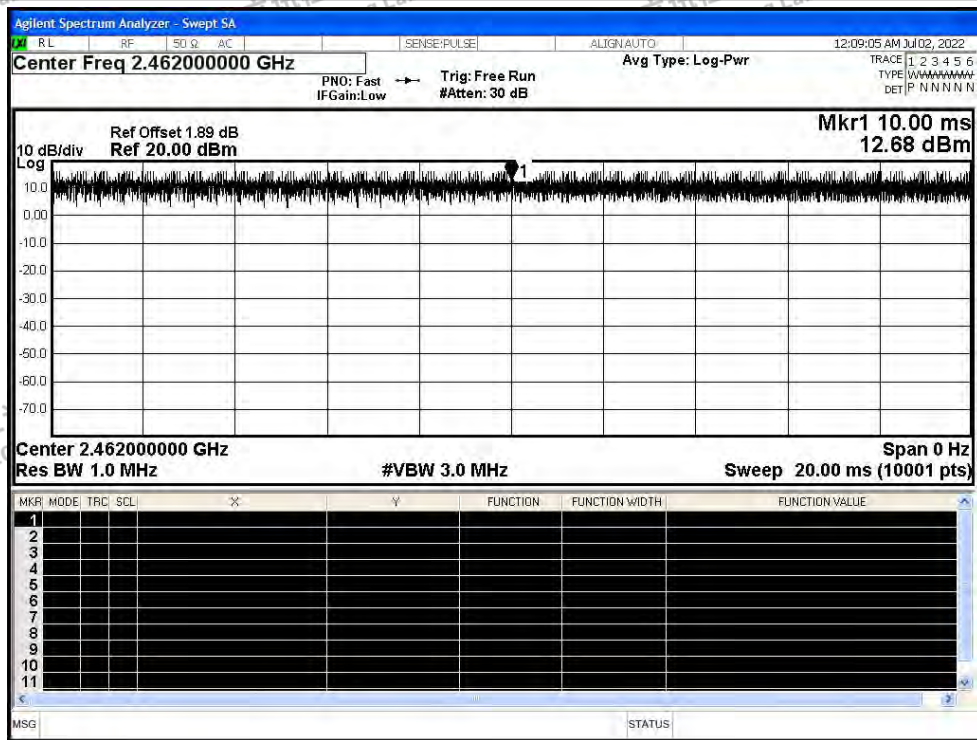 Agilent Spectrum Analyzer - Swept SA
RL RF 50 Ω AC SENSE:PULSE ALIGN AUTO 12:09:05 AM Jul 02, 2022
Center Freq 2.462000000 GHz
PNO: Fast
IFGain:Low
Trig: Free Run
#Atten: 30 dB
Avg Type: Log-Pwr
TRACE 1 2 3 4 5 6
TYPE
DET P N N N N N
Mkr1 10.00 ms
12.68 dBm
Ref Offset 1.89 dB
10 dB/div Ref 20.00 dBm
Log
1
10.0
0.00
-10.0
-20.0
-30.0
-40.0
-50.0
-60.0
-70.0
Center 2.462000000 GHz Span 0 Hz
Res BW 1.0 MHz #VBW 3.0 MHz Sweep 20.00 ms (10001 pts)
MKR MODE TRC SCL X Y FUNCTION FUNCTION WIDTH FUNCTION VALUE
1
2
3
4
5
6
7
8
9
10
11
MSG STATUS